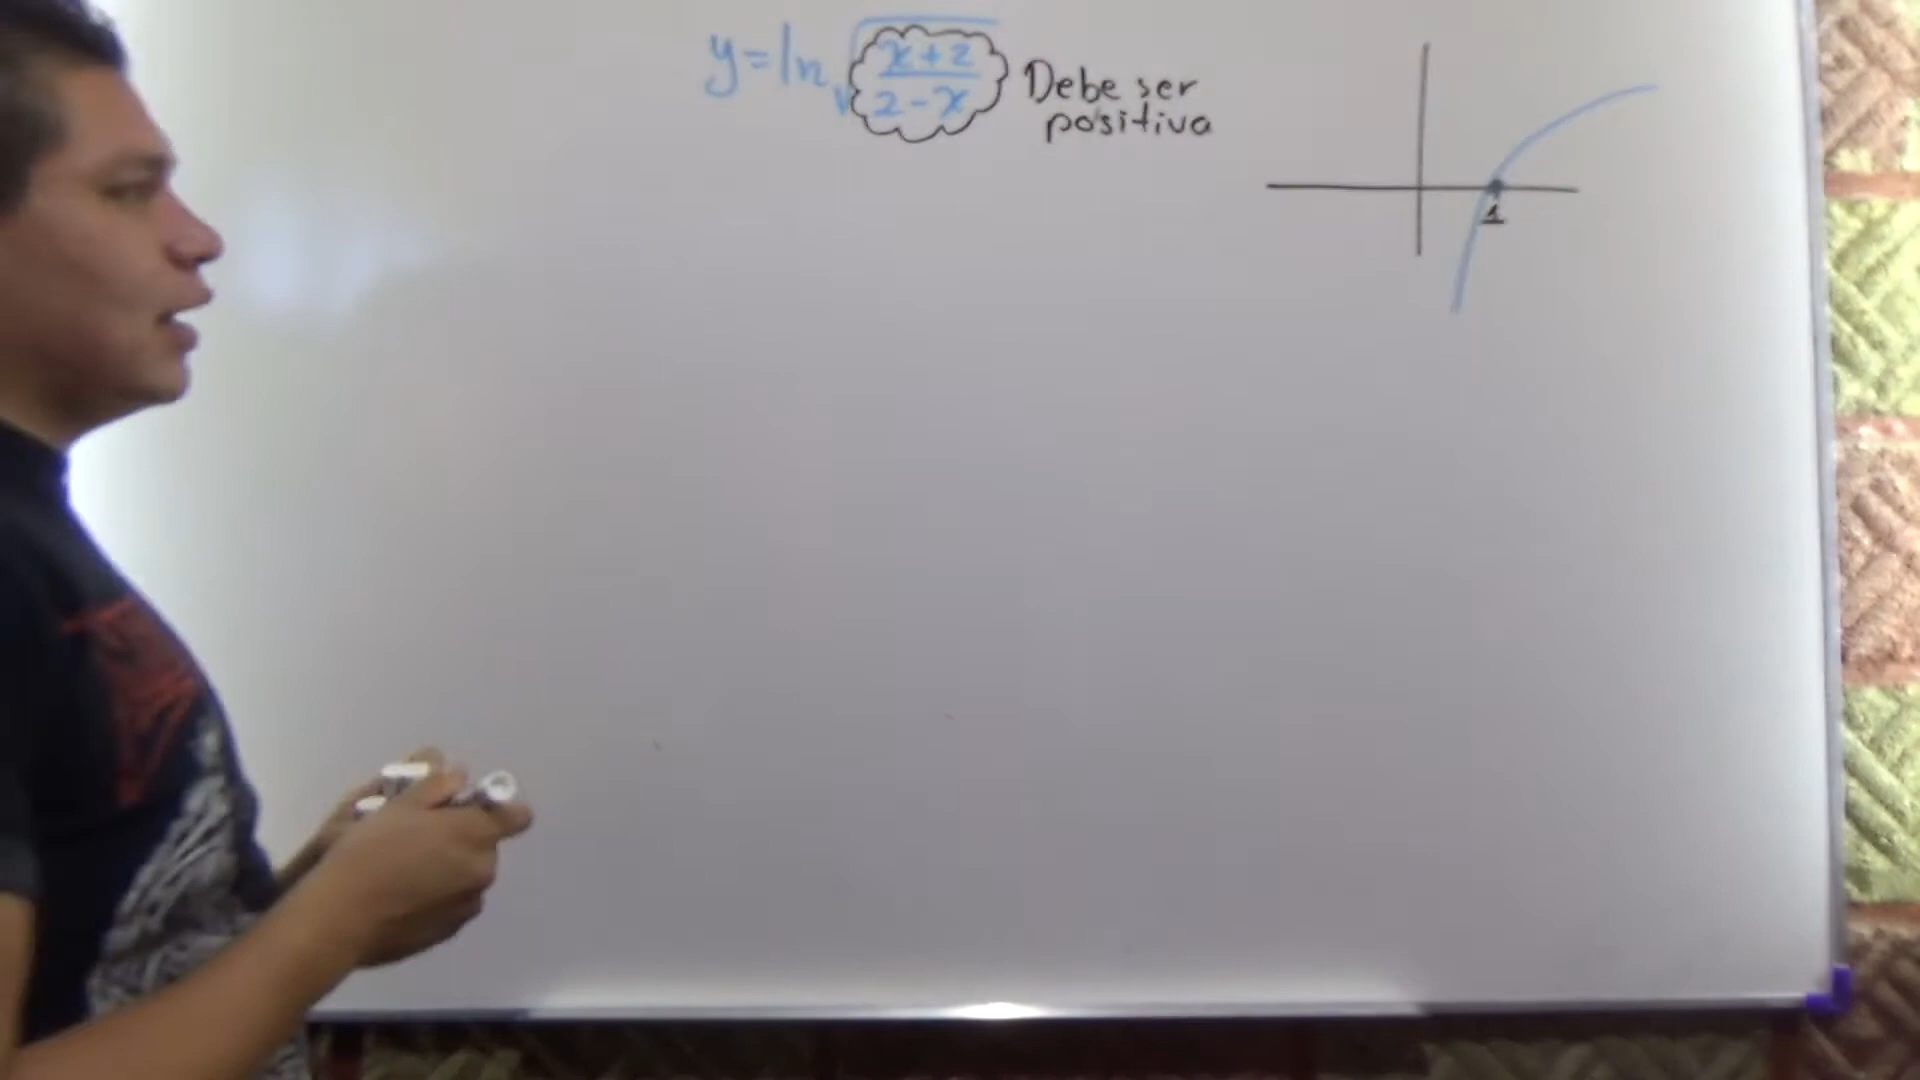 y = ln √((x+2)/(2-x))
Debe ser
positiva
1